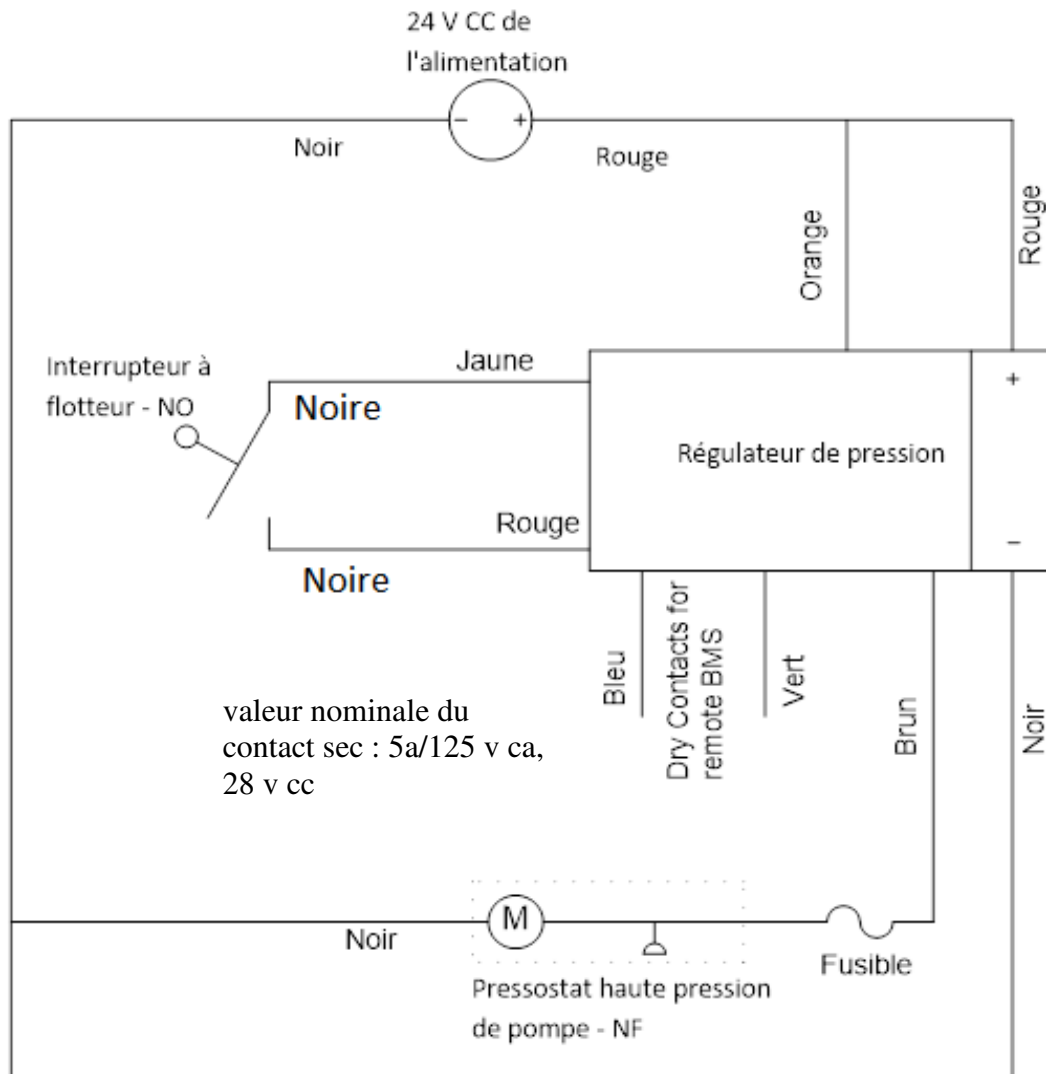 24 V CC de
l'alimentation
−
+
Noir
Rouge
Orange
Rouge
Interrupteur à
flotteur - NO
Jaune
Noire
Régulateur de pression
+
−
Rouge
Noire
Bleu
Dry Contacts for
remote BMS
Vert
Brun
Noir
valeur nominale du
contact sec : 5a/125 v ca,
28 v cc
M
Noir
Fusible
Pressostat haute pression
de pompe - NF